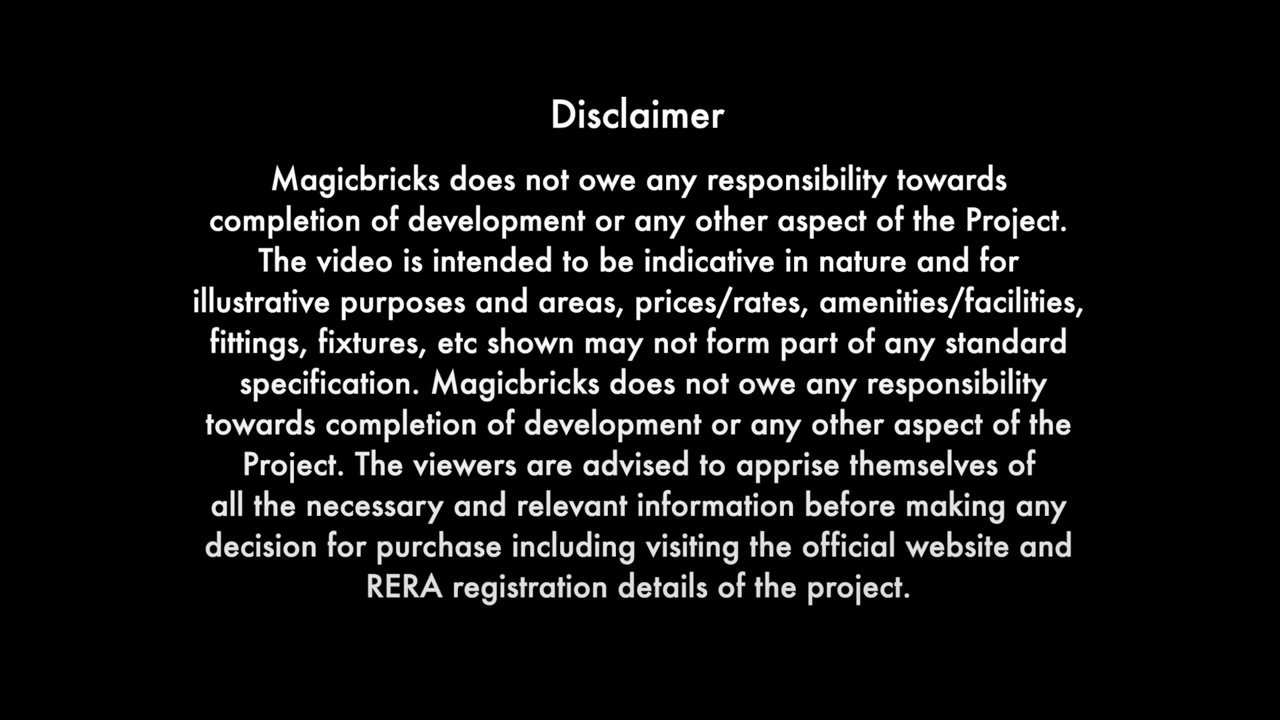 Disclaimer
Magicbricks does not owe any responsibility towards
completion of development or any other aspect of the Project.
The video is intended to be indicative in nature and for
illustrative purposes and areas, prices/rates, amenities/facilities,
fittings, fixtures, etc shown may not form part of any standard
specification. Magicbricks does not owe any responsibility
towards completion of development or any other aspect of the
Project. The viewers are advised to apprise themselves of
all the necessary and relevant information before making any
decision for purchase including visiting the official website and
RERA registration details of the project.